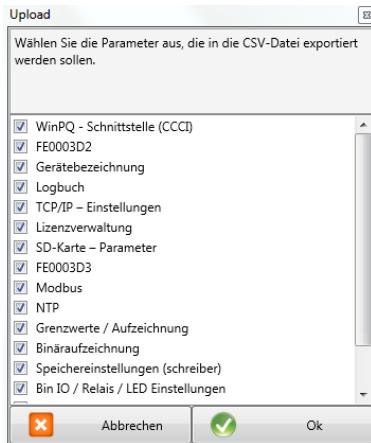 Upload
Wählen Sie die Parameter aus, die in die CSV-Datei exportiert
werden sollen.
WinPQ - Schnittstelle (CCCI)
FE0003D2
Gerätebezeichnung
Logbuch
TCP/IP – Einstellungen
Lizenzverwaltung
SD-Karte – Parameter
FE0003D3
Modbus
NTP
Grenzwerte / Aufzeichnung
Binäraufzeichnung
Speichereinstellungen (schreiber)
Bin IO / Relais / LED Einstellungen
Abbrechen
Ok